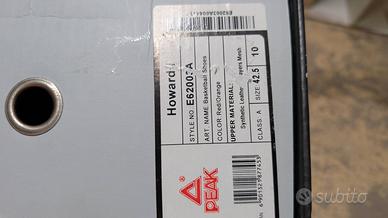 Howard
STYLE NO. E62003A
ART. NAME: Basketball Shoes
COLOR: Red/Orange
UPPER MATERIAL:
Synthetic Leather Mesh
SIZE 42.5 10
CLASS: A
PEAK
subito